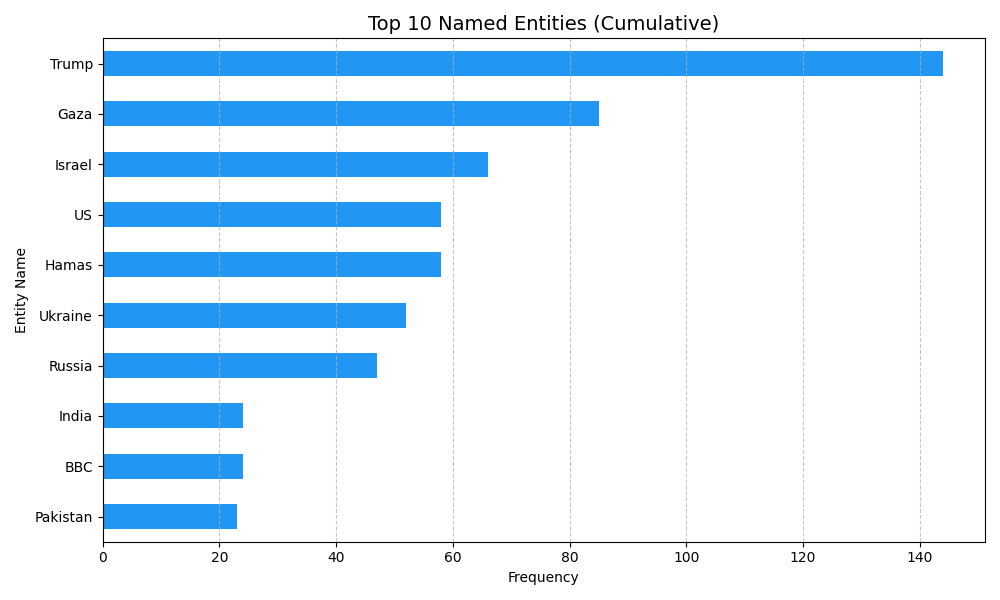 Top 10 Named Entities (Cumulative)
Entity Name
Trump
Gaza
Israel
US
Hamas
Ukraine
Russia
India
BBC
Pakistan
0 20 40 60 80 100 120 140
Frequency